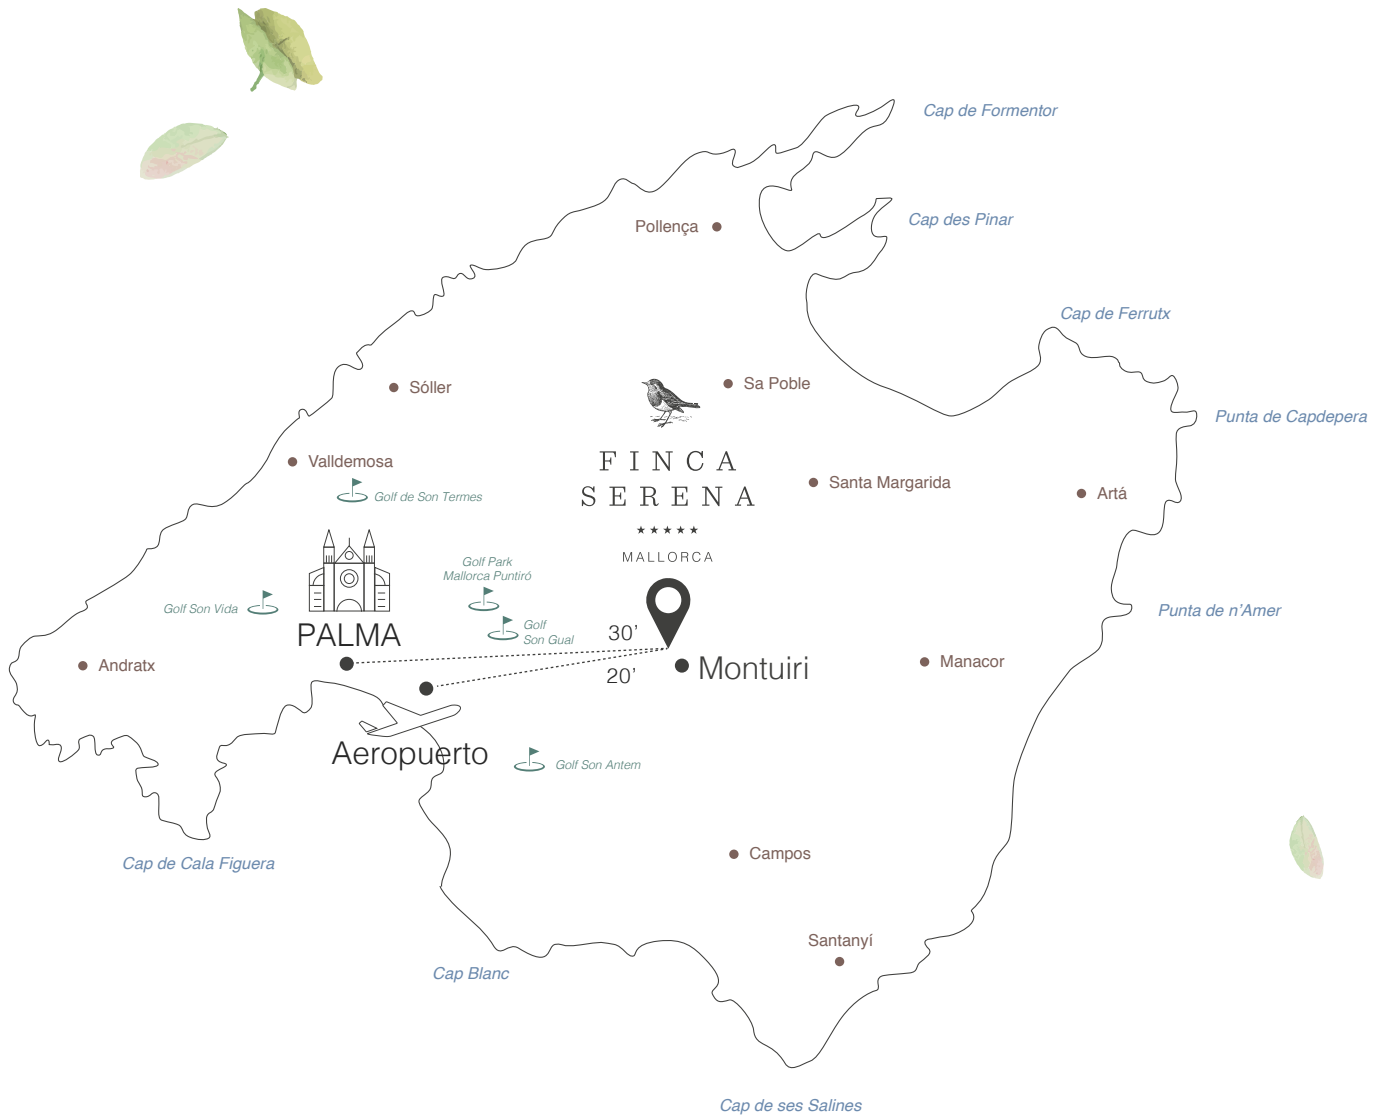 Cap de Formentor
Cap des Pinar
Pollença
Cap de Ferrutx
Sóller
Sa Poble
Punta de Capdepera
Valldemosa
Golf de Son Termes
FINCA
SERENA
★★★★★
MALLORCA
Santa Margarida
Artá
Golf Park
Mallorca Puntiró
Golf Son Vida
Golf
Son Gual
PALMA
30’
20’
Montuiri
Punta de n’Amer
Andratx
Manacor
Aeropuerto
Golf Son Antem
Cap de Cala Figuera
Campos
Santanyí
Cap Blanc
Cap de ses Salines